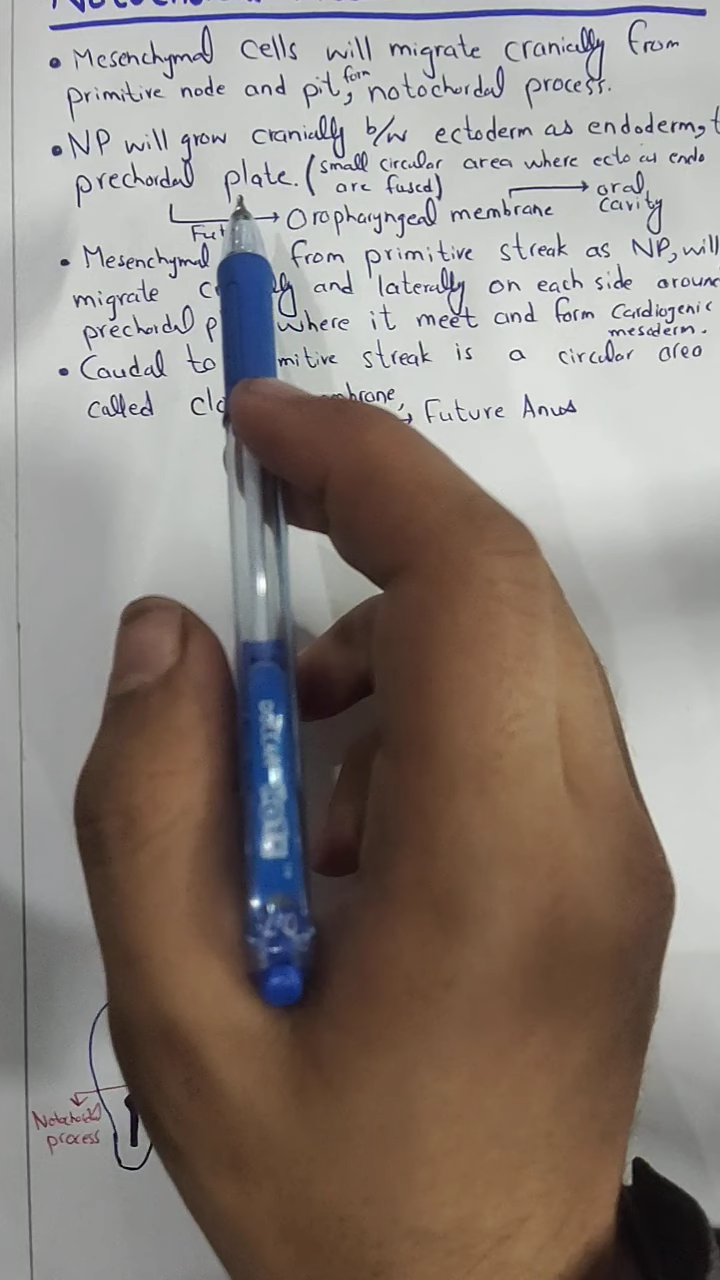 • Mesenchymal cells will migrate cranially from
primitive node and pit, form notochordal process.
• NP will grow cranially b/w ectoderm as endoderm, t
prechordal plate. (small circular area where ecto as endo
are fused)
→ Oropharyngeal membrane → oral
cavity
• Mesenchymal from primitive streak as NP, will
migrate and laterally on each side around
prechordal where it meet and form Cardiogenic
mesoderm.
• Caudal to streak is a circular area
called
→ Future Anus
Notochordal
process